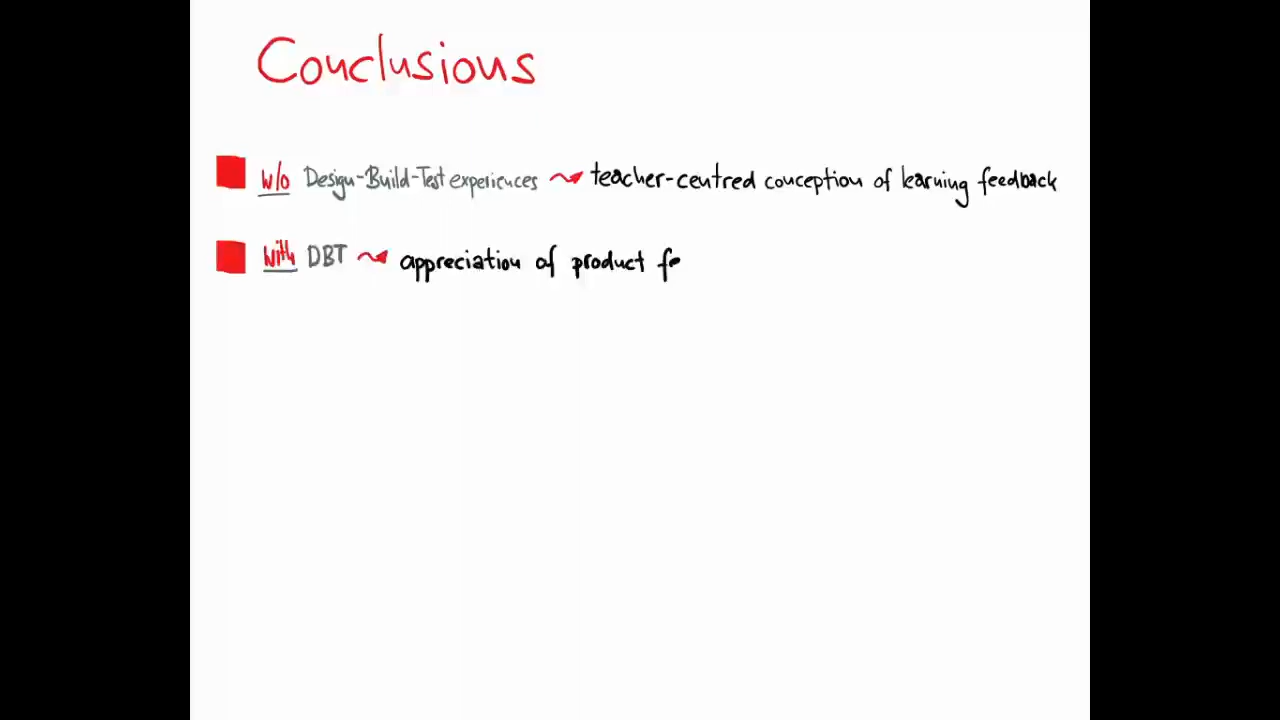 Conclusions
w/o Design-Build-Test experiences teacher-centred conception of learning feedback
With DBT appreciation of product